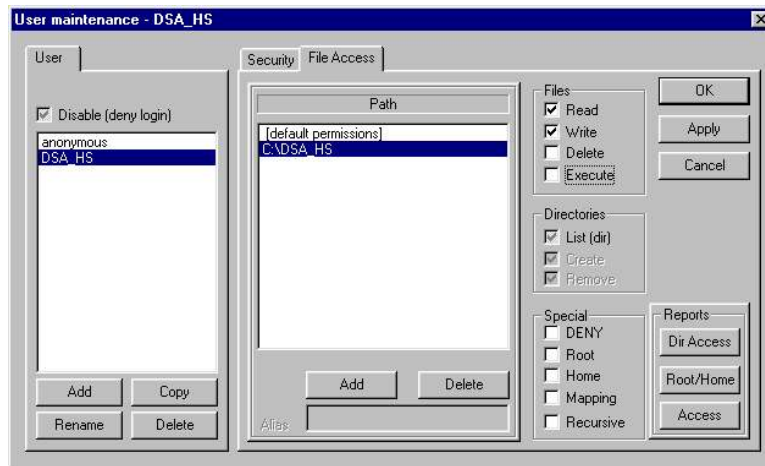 User maintenance - DSA_HS
User
Disable (deny login)
anonymous
DSA_HS
Add
Copy
Rename
Delete
Security
File Access
Path
[default permissions]
C:\DSA_HS
Add
Delete
Alias
Files
Read
Write
Delete
Execute
Directories
List (dir)
Create
Remove
Special
DENY
Root
Home
Mapping
Recursive
OK
Apply
Cancel
Reports
Dir Access
Root/Home
Access